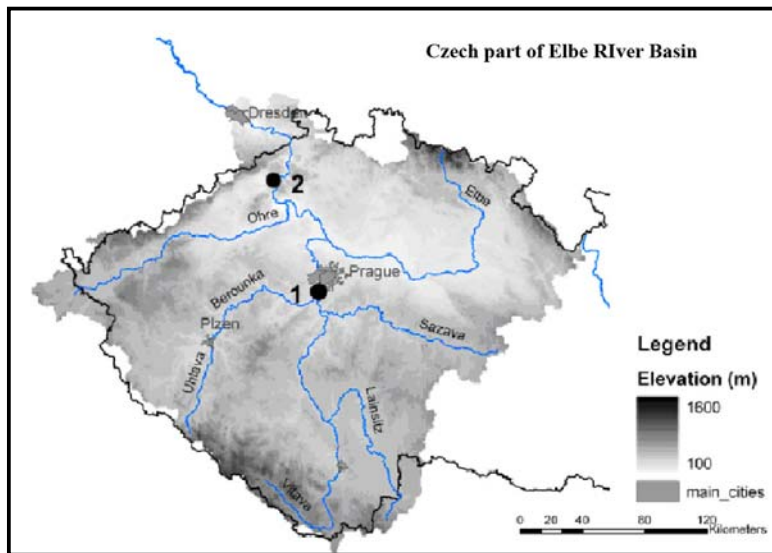 Czech part of Elbe RIver Basin
Dresden
2
Elba
Ohre
Prague
Berounka
1
Plzen
Sazava
Uhlava
Lainsitz
Vltava
Legend
Elevation (m)
1600
100
main_cities
0 20 40 80 120
Kilometers